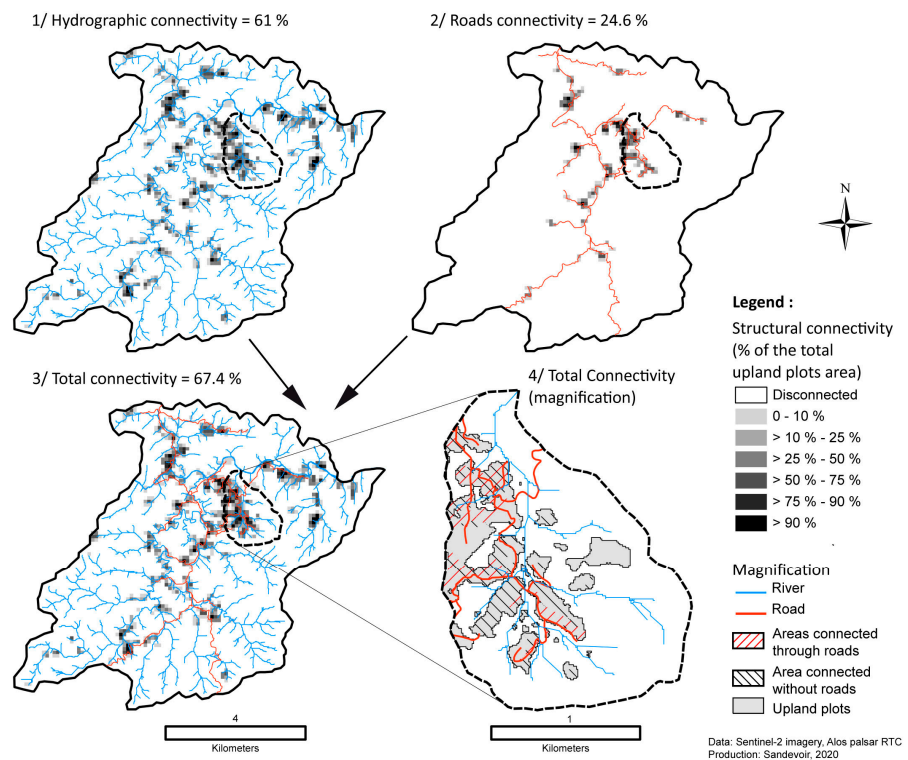 1/ Hydrographic connectivity = 61 %
2/ Roads connectivity = 24.6 %
N
Legend :
Structural connectivity
(% of the total
upland plots area)
Disconnected
0 - 10 %
> 10 % - 25 %
> 25 % - 50 %
> 50 % - 75 %
> 75 % - 90 %
> 90 %
3/ Total connectivity = 67.4 %
4/ Total Connectivity
(magnification)
Magnification
River
Road
Areas connected
through roads
Area connected
without roads
Upland plots
4
Kilometers
1
Kilometers
Data: Sentinel-2 imagery, Alos palsar RTC
Production: Sandevoir, 2020